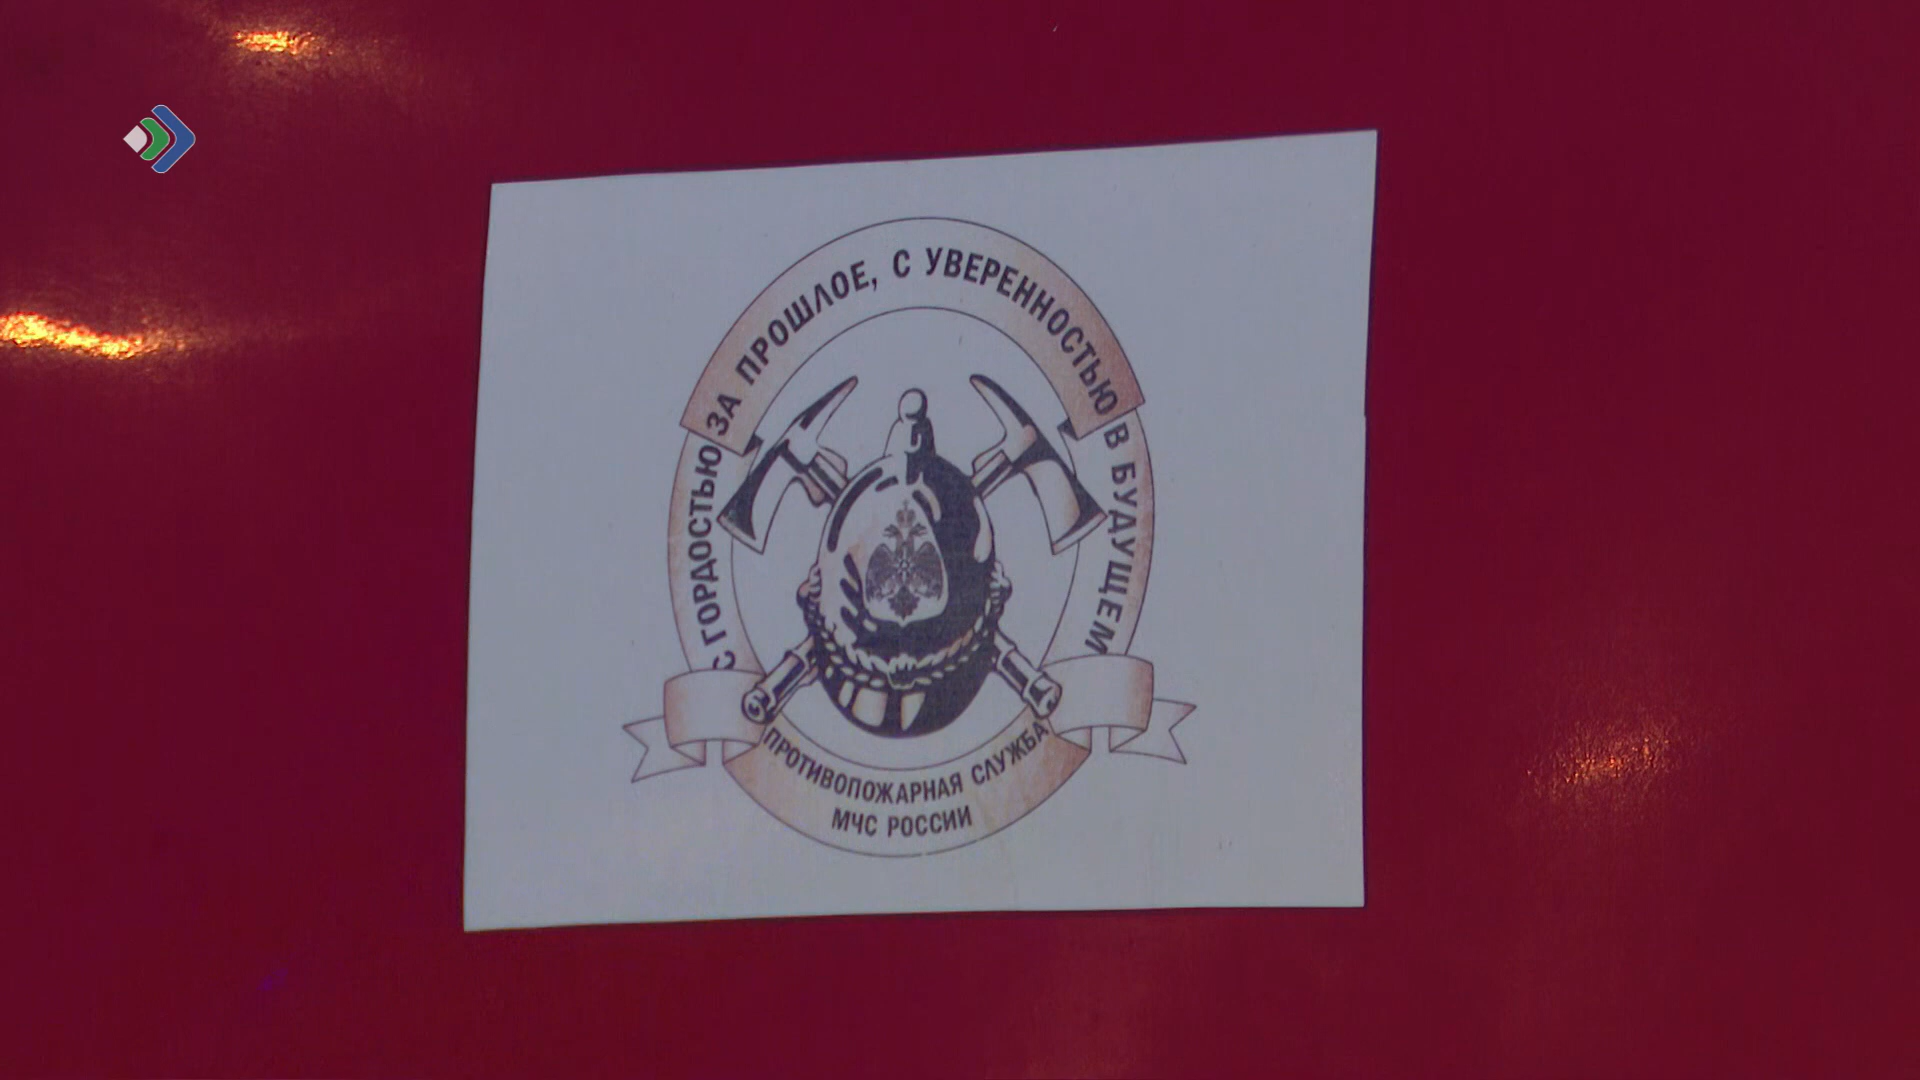 С ГОРДОСТЬЮ ЗА ПРОШЛОЕ, С УВЕРЕННОСТЬЮ В БУДУЩЕМ
ПРОТИВОПОЖАРНАЯ СЛУЖБА
МЧС РОССИИ